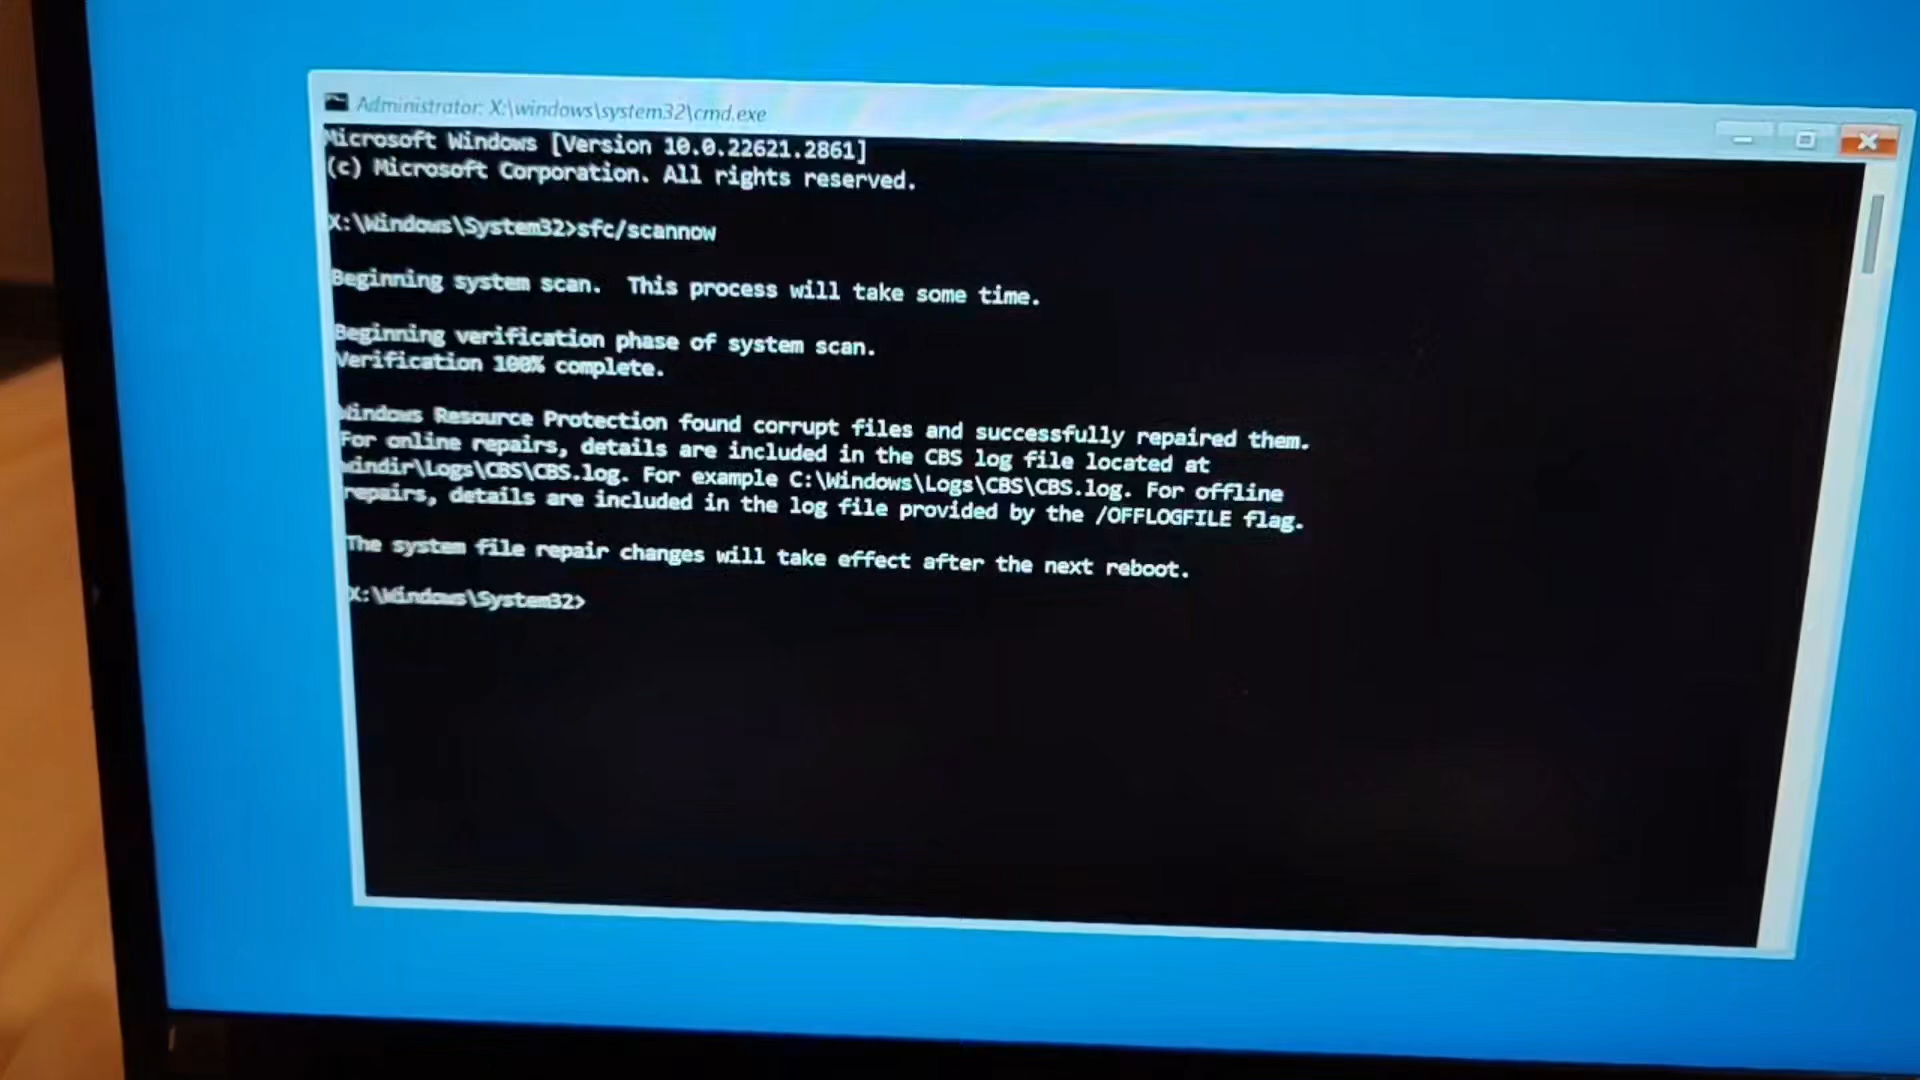 Administrator: X:\windows\system32\cmd.exe
Microsoft Windows [Version 10.0.22621.2861]
(c) Microsoft Corporation. All rights reserved.
X:\Windows\System32>sfc/scannow
Beginning system scan.  This process will take some time.
Beginning verification phase of system scan.
Verification 100% complete.
Windows Resource Protection found corrupt files and successfully repaired them.
For online repairs, details are included in the CBS log file located at
windir\Logs\CBS\CBS.log. For example C:\Windows\Logs\CBS\CBS.log. For offline
repairs, details are included in the log file provided by the /OFFLOGFILE flag.
The system file repair changes will take effect after the next reboot.
X:\Windows\System32>